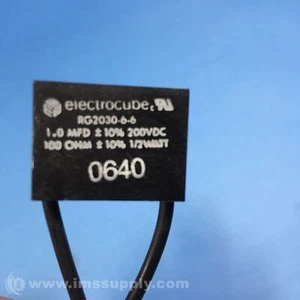 electrocube
RG2030-6-6
1.0 MFD ± 10% 200VDC
100 OHM ± 10% 1/2WATT
0640
© www.imssupply.com